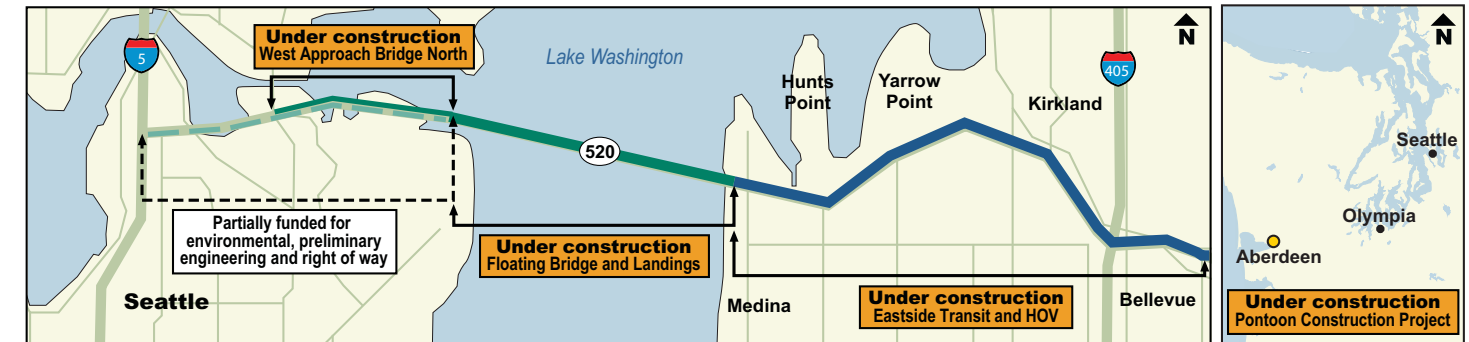 Under construction
West Approach Bridge North
5
Lake Washington
Hunts
Point
Yarrow
Point
Kirkland
405
N
520
Partially funded for
environmental, preliminary
engineering and right of way
Seattle
Under construction
Floating Bridge and Landings
Medina
Under construction
Eastside Transit and HOV
Bellevue
N
Seattle
Olympia
Aberdeen
Under construction
Pontoon Construction Project